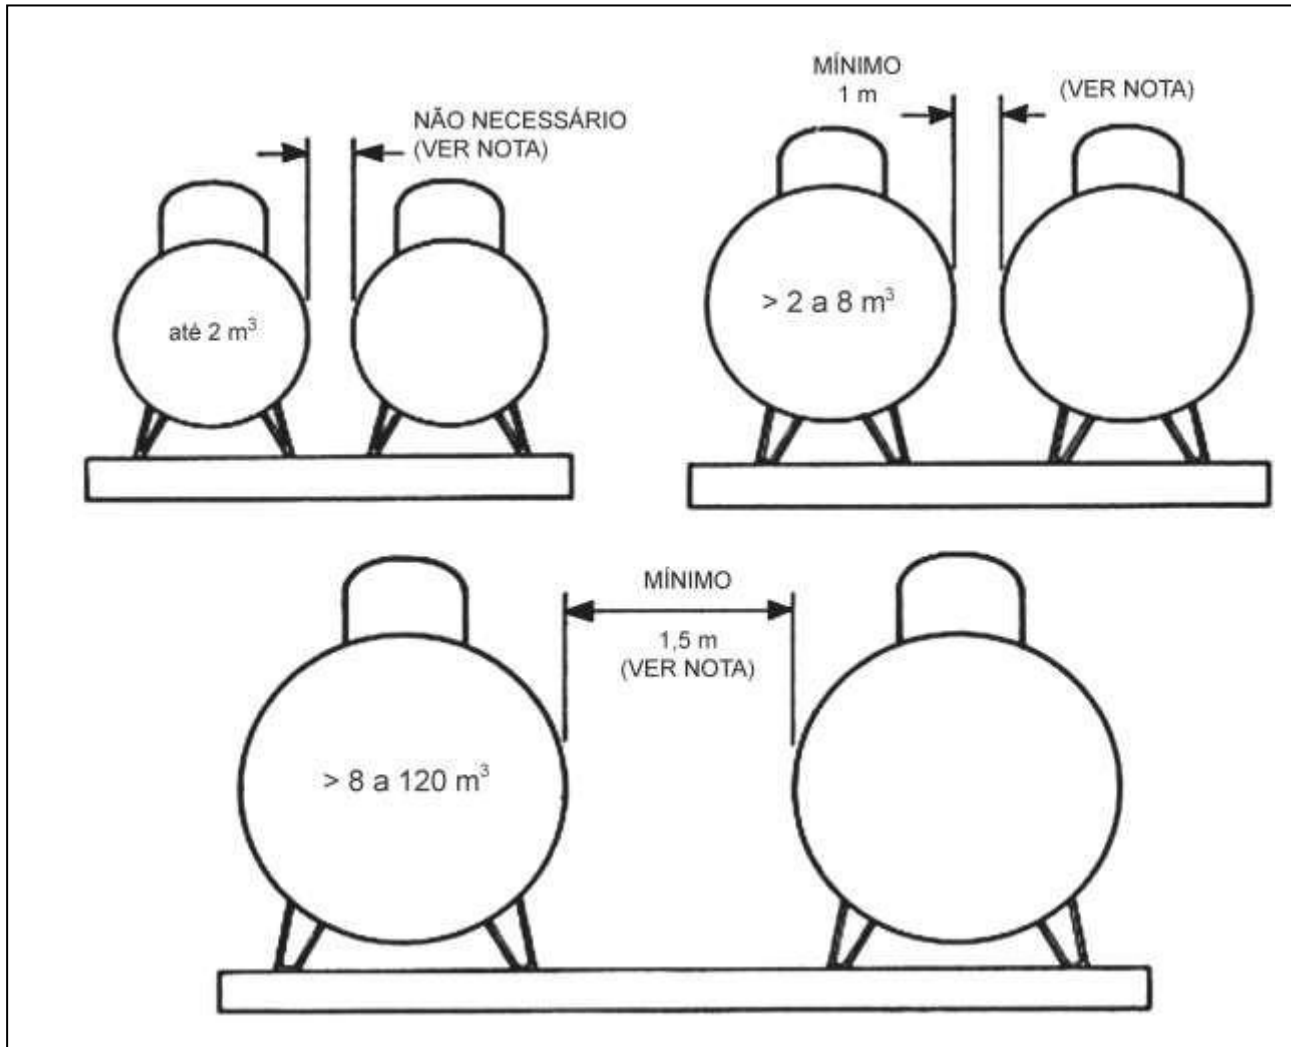 NÃO NECESSÁRIO
(VER NOTA)
até 2 m³
MÍNIMO
1 m
(VER NOTA)
> 2 a 8 m³
MÍNIMO
1,5 m
(VER NOTA)
> 8 a 120 m³